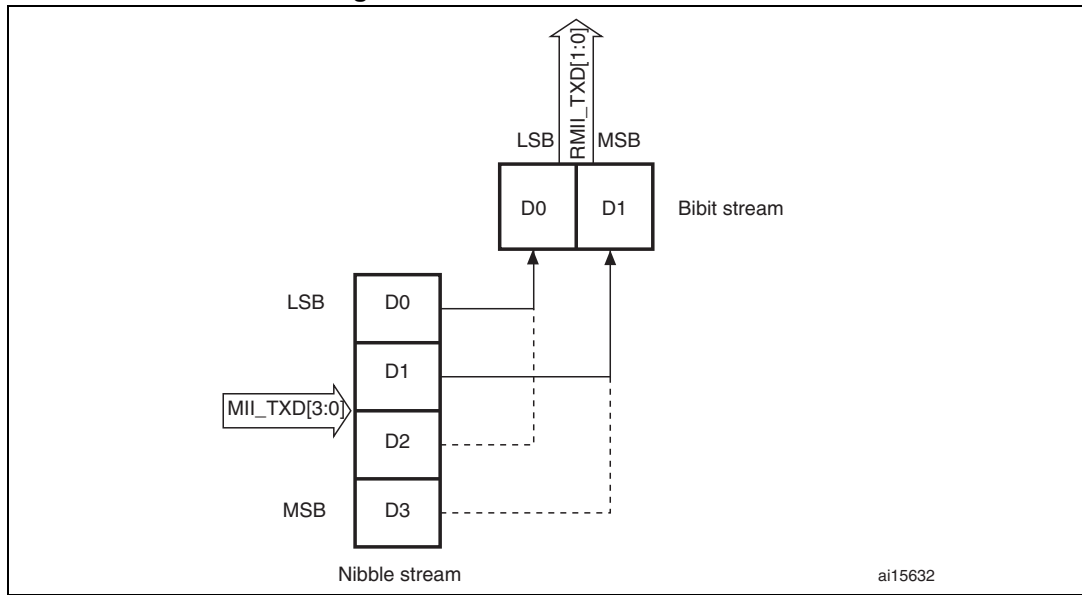 g
RMII_TXD[1:0]
LSB MSB
D0 D1 Bibit stream
LSB D0
D1
MII_TXD[3:0]
D2
MSB D3
Nibble stream
ai15632